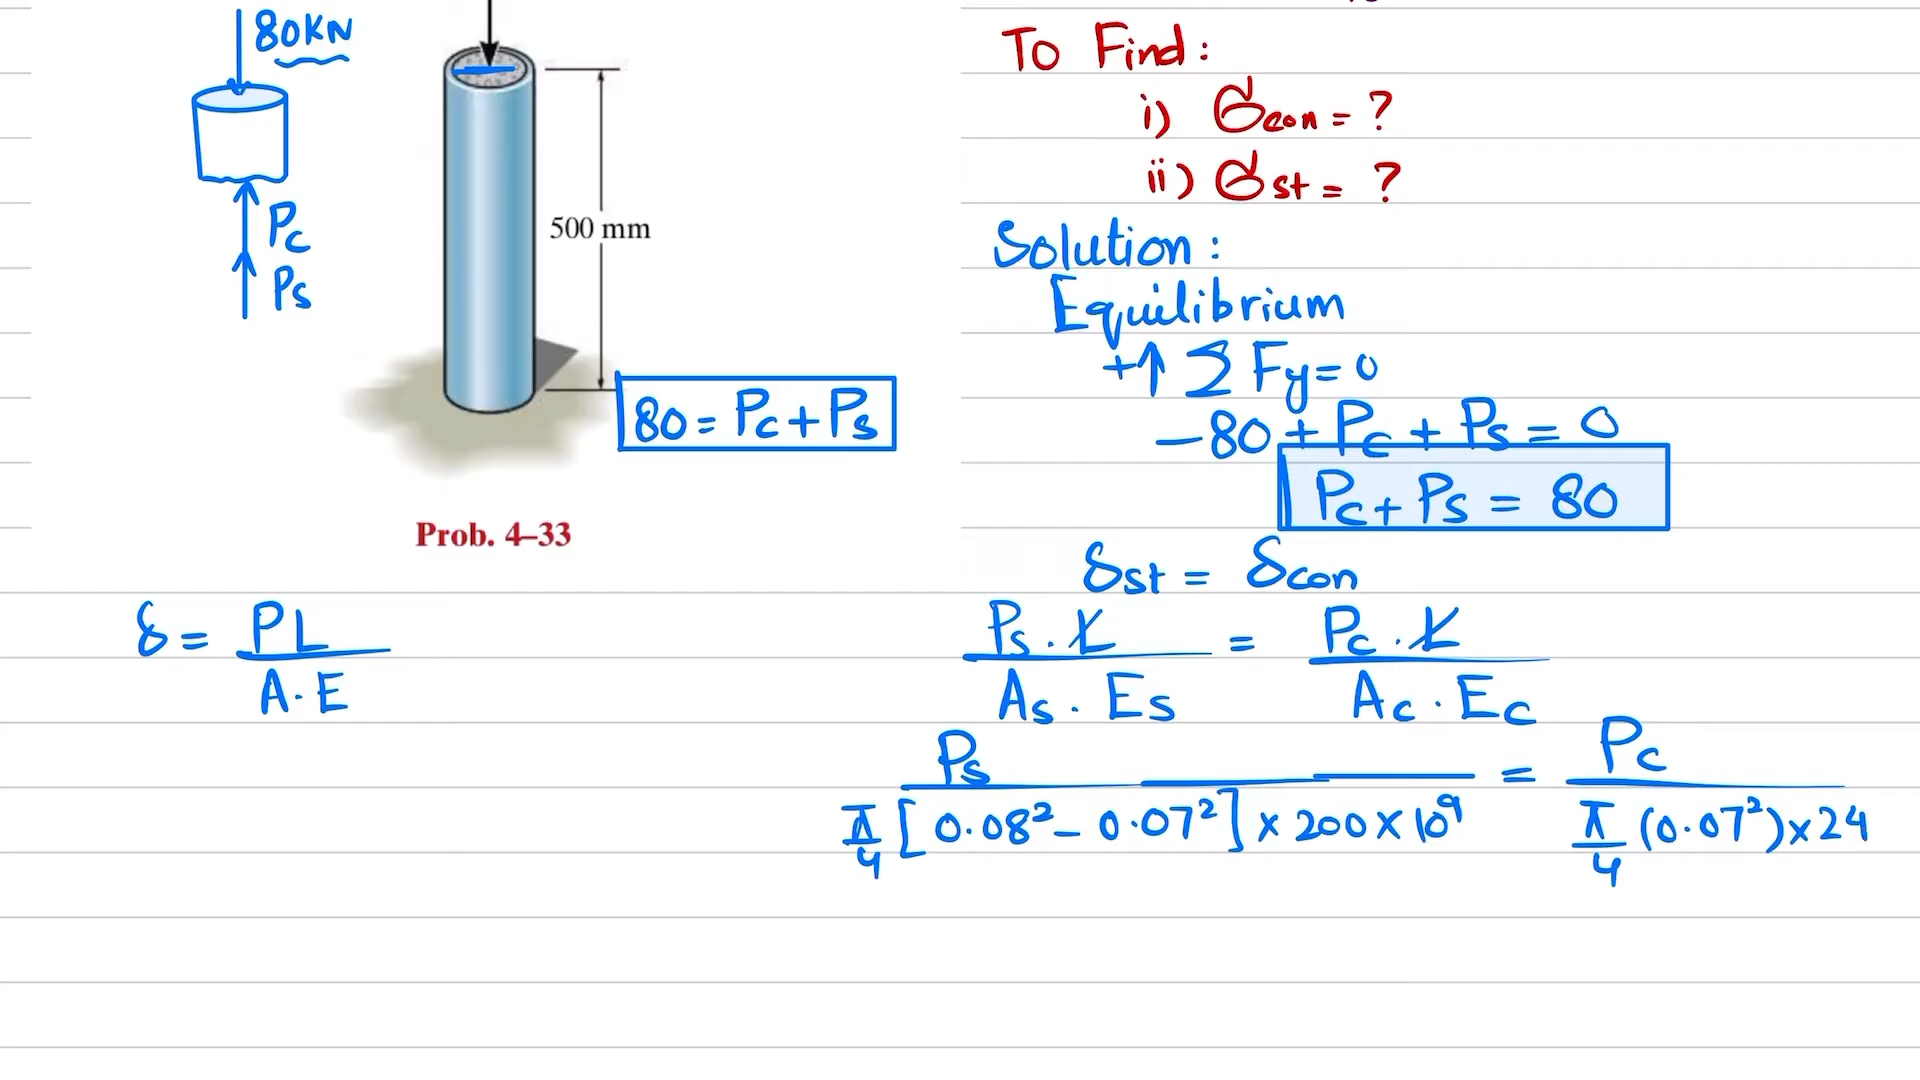 80KN
Pc
Ps
500 mm
80 = Pc + Ps
Prob. 4–33
δ = PL / A·E
To Find:
i) σcon = ?
ii) σst = ?
Solution:
Equilibrium
+↑ ΣFy = 0
−80 + Pc + Ps = 0
Pc + Ps = 80
δst = δcon
Ps·L / As·Es = Pc·L / Ac·Ec
Ps / π/4 [0.08² − 0.07²] × 200 × 10⁹ = Pc / π/4 (0.07²) × 24